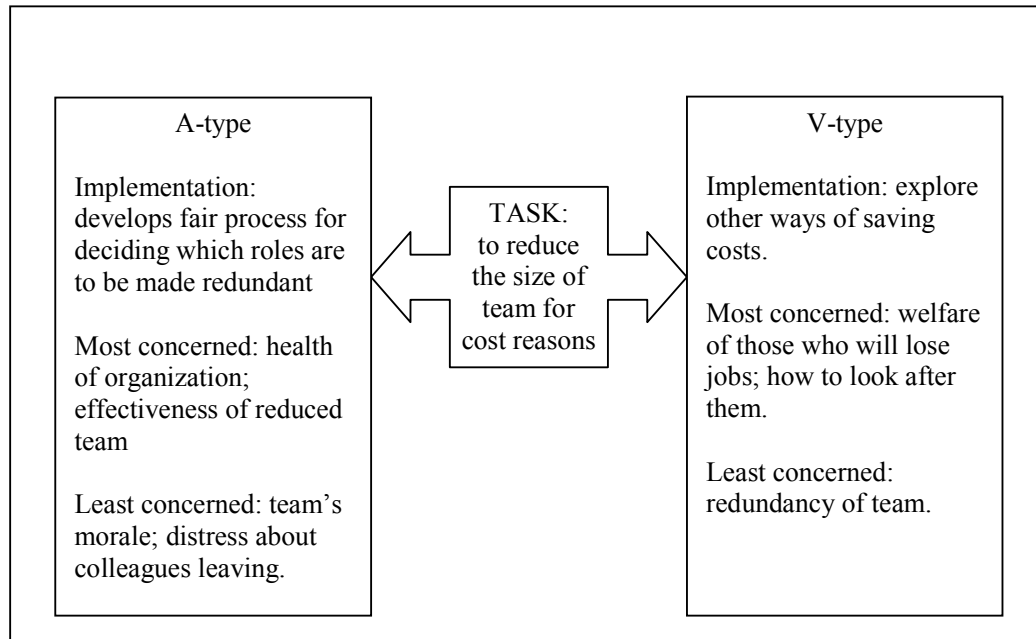 A-type
Implementation:
develops fair process for
deciding which roles are
to be made redundant
Most concerned: health
of organization;
effectiveness of reduced
team
Least concerned: team’s
morale; distress about
colleagues leaving.
TASK:
to reduce
the size of
team for
cost reasons
V-type
Implementation: explore
other ways of saving
costs.
Most concerned: welfare
of those who will lose
jobs; how to look after
them.
Least concerned:
redundancy of team.